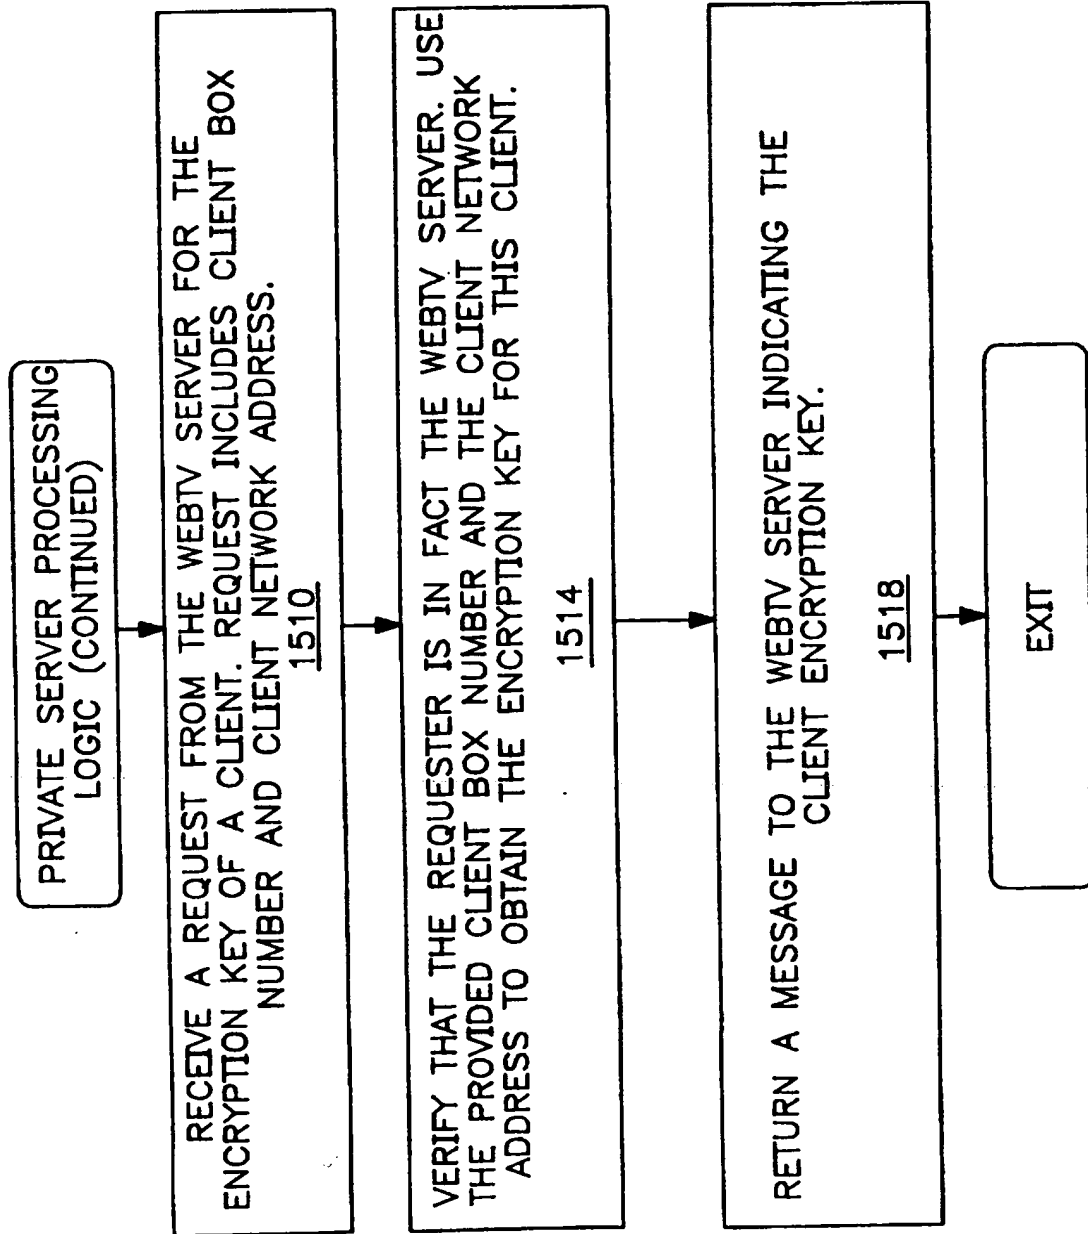 PRIVATE SERVER PROCESSING
LOGIC (CONTINUED)
RECEIVE A REQUEST FROM THE WEBTV SERVER FOR THE
ENCRYPTION KEY OF A CLIENT. REQUEST INCLUDES CLIENT BOX
NUMBER AND CLIENT NETWORK ADDRESS.
1510
VERIFY THAT THE REQUESTER IS IN FACT THE WEBTV SERVER. USE
THE PROVIDED CLIENT BOX NUMBER AND THE CLIENT NETWORK
ADDRESS TO OBTAIN THE ENCRYPTION KEY FOR THIS CLIENT.
1514
RETURN A MESSAGE TO THE WEBTV SERVER INDICATING THE
CLIENT ENCRYPTION KEY.
1518
EXIT